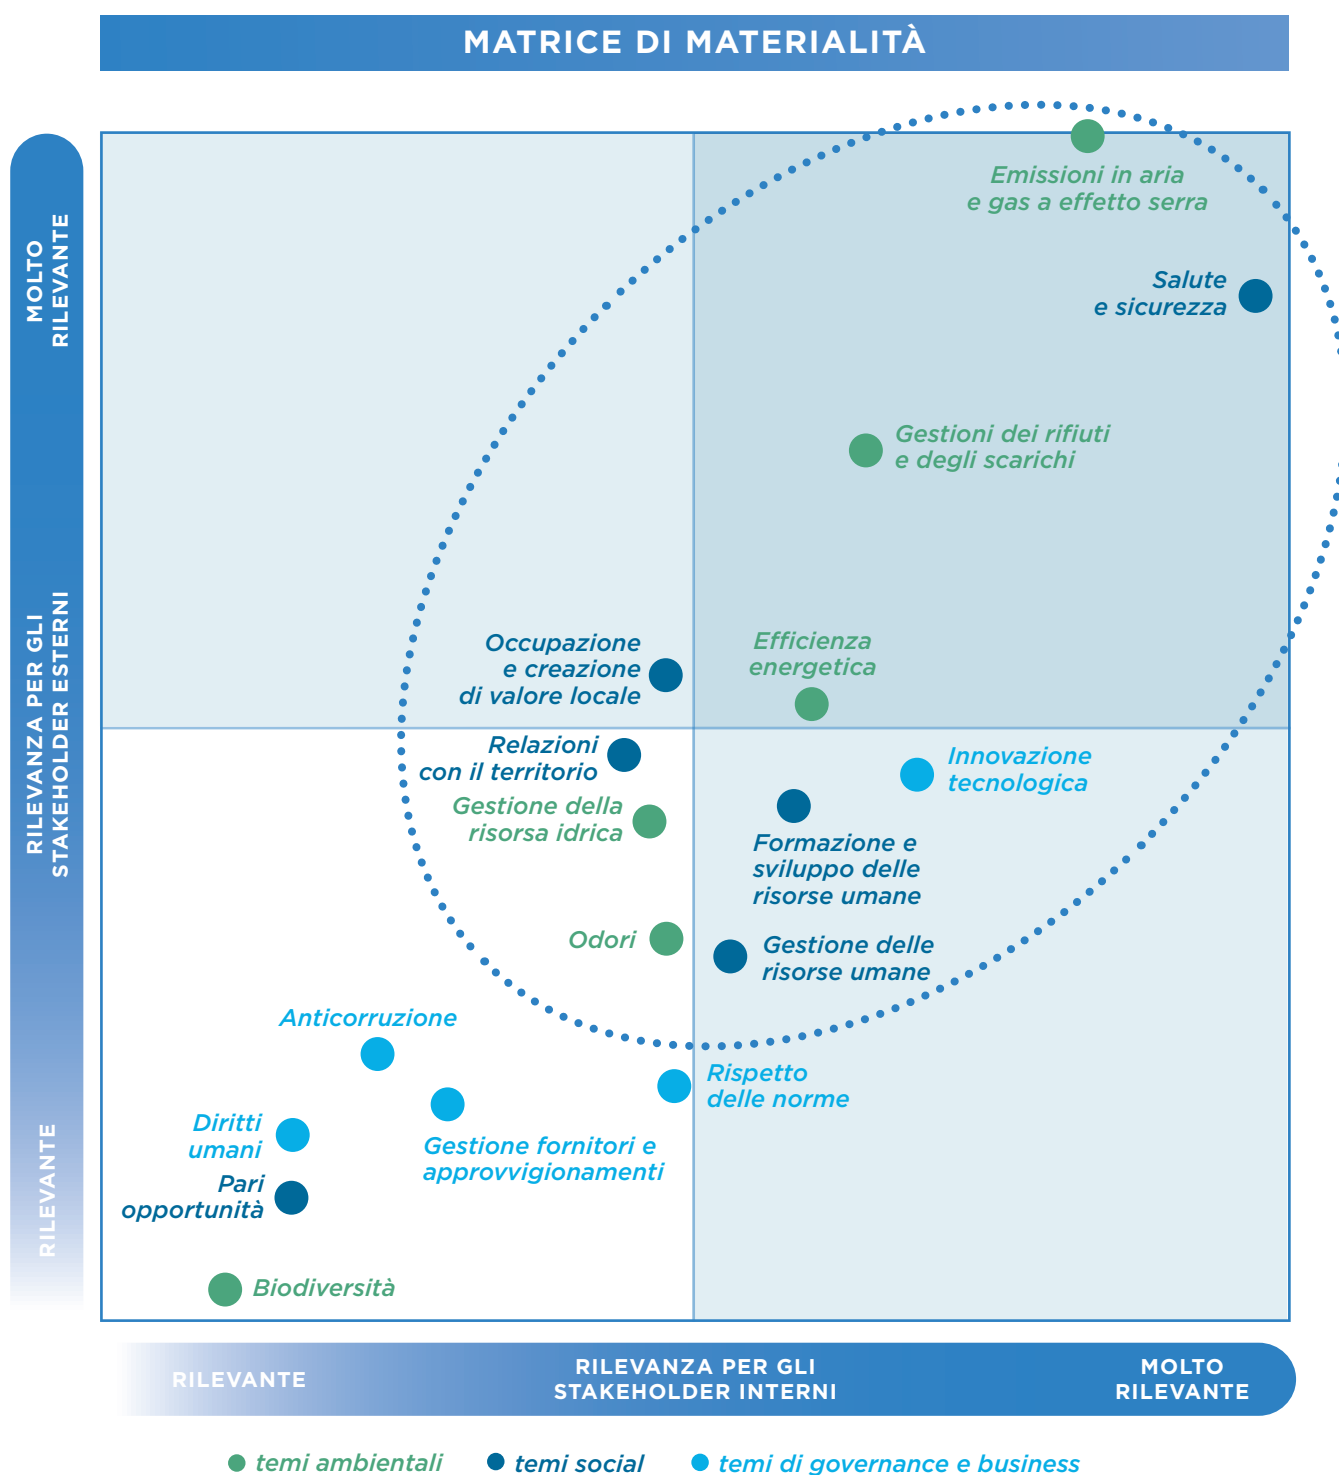 MATRICE DI MATERIALITÀ
MOLTO
RILEVANTE
RILEVANZA PER GLI
STAKEHOLDER ESTERNI
RILEVANTE
Emissioni in aria
e gas a effetto serra
Salute
e sicurezza
Gestioni dei rifiuti
e degli scarichi
Occupazione
e creazione
di valore locale
Efficienza
energetica
Relazioni
con il territorio
Innovazione
tecnologica
Gestione della
risorsa idrica
Formazione e
sviluppo delle
risorse umane
Odori
Gestione delle
risorse umane
Anticorruzione
Rispetto
delle norme
Diritti
umani
Gestione fornitori e
approvvigionamenti
Pari
opportunità
Biodiversità
RILEVANTE
RILEVANZA PER GLI
STAKEHOLDER INTERNI
MOLTO
RILEVANTE
temi ambientali
temi social
temi di governance e business